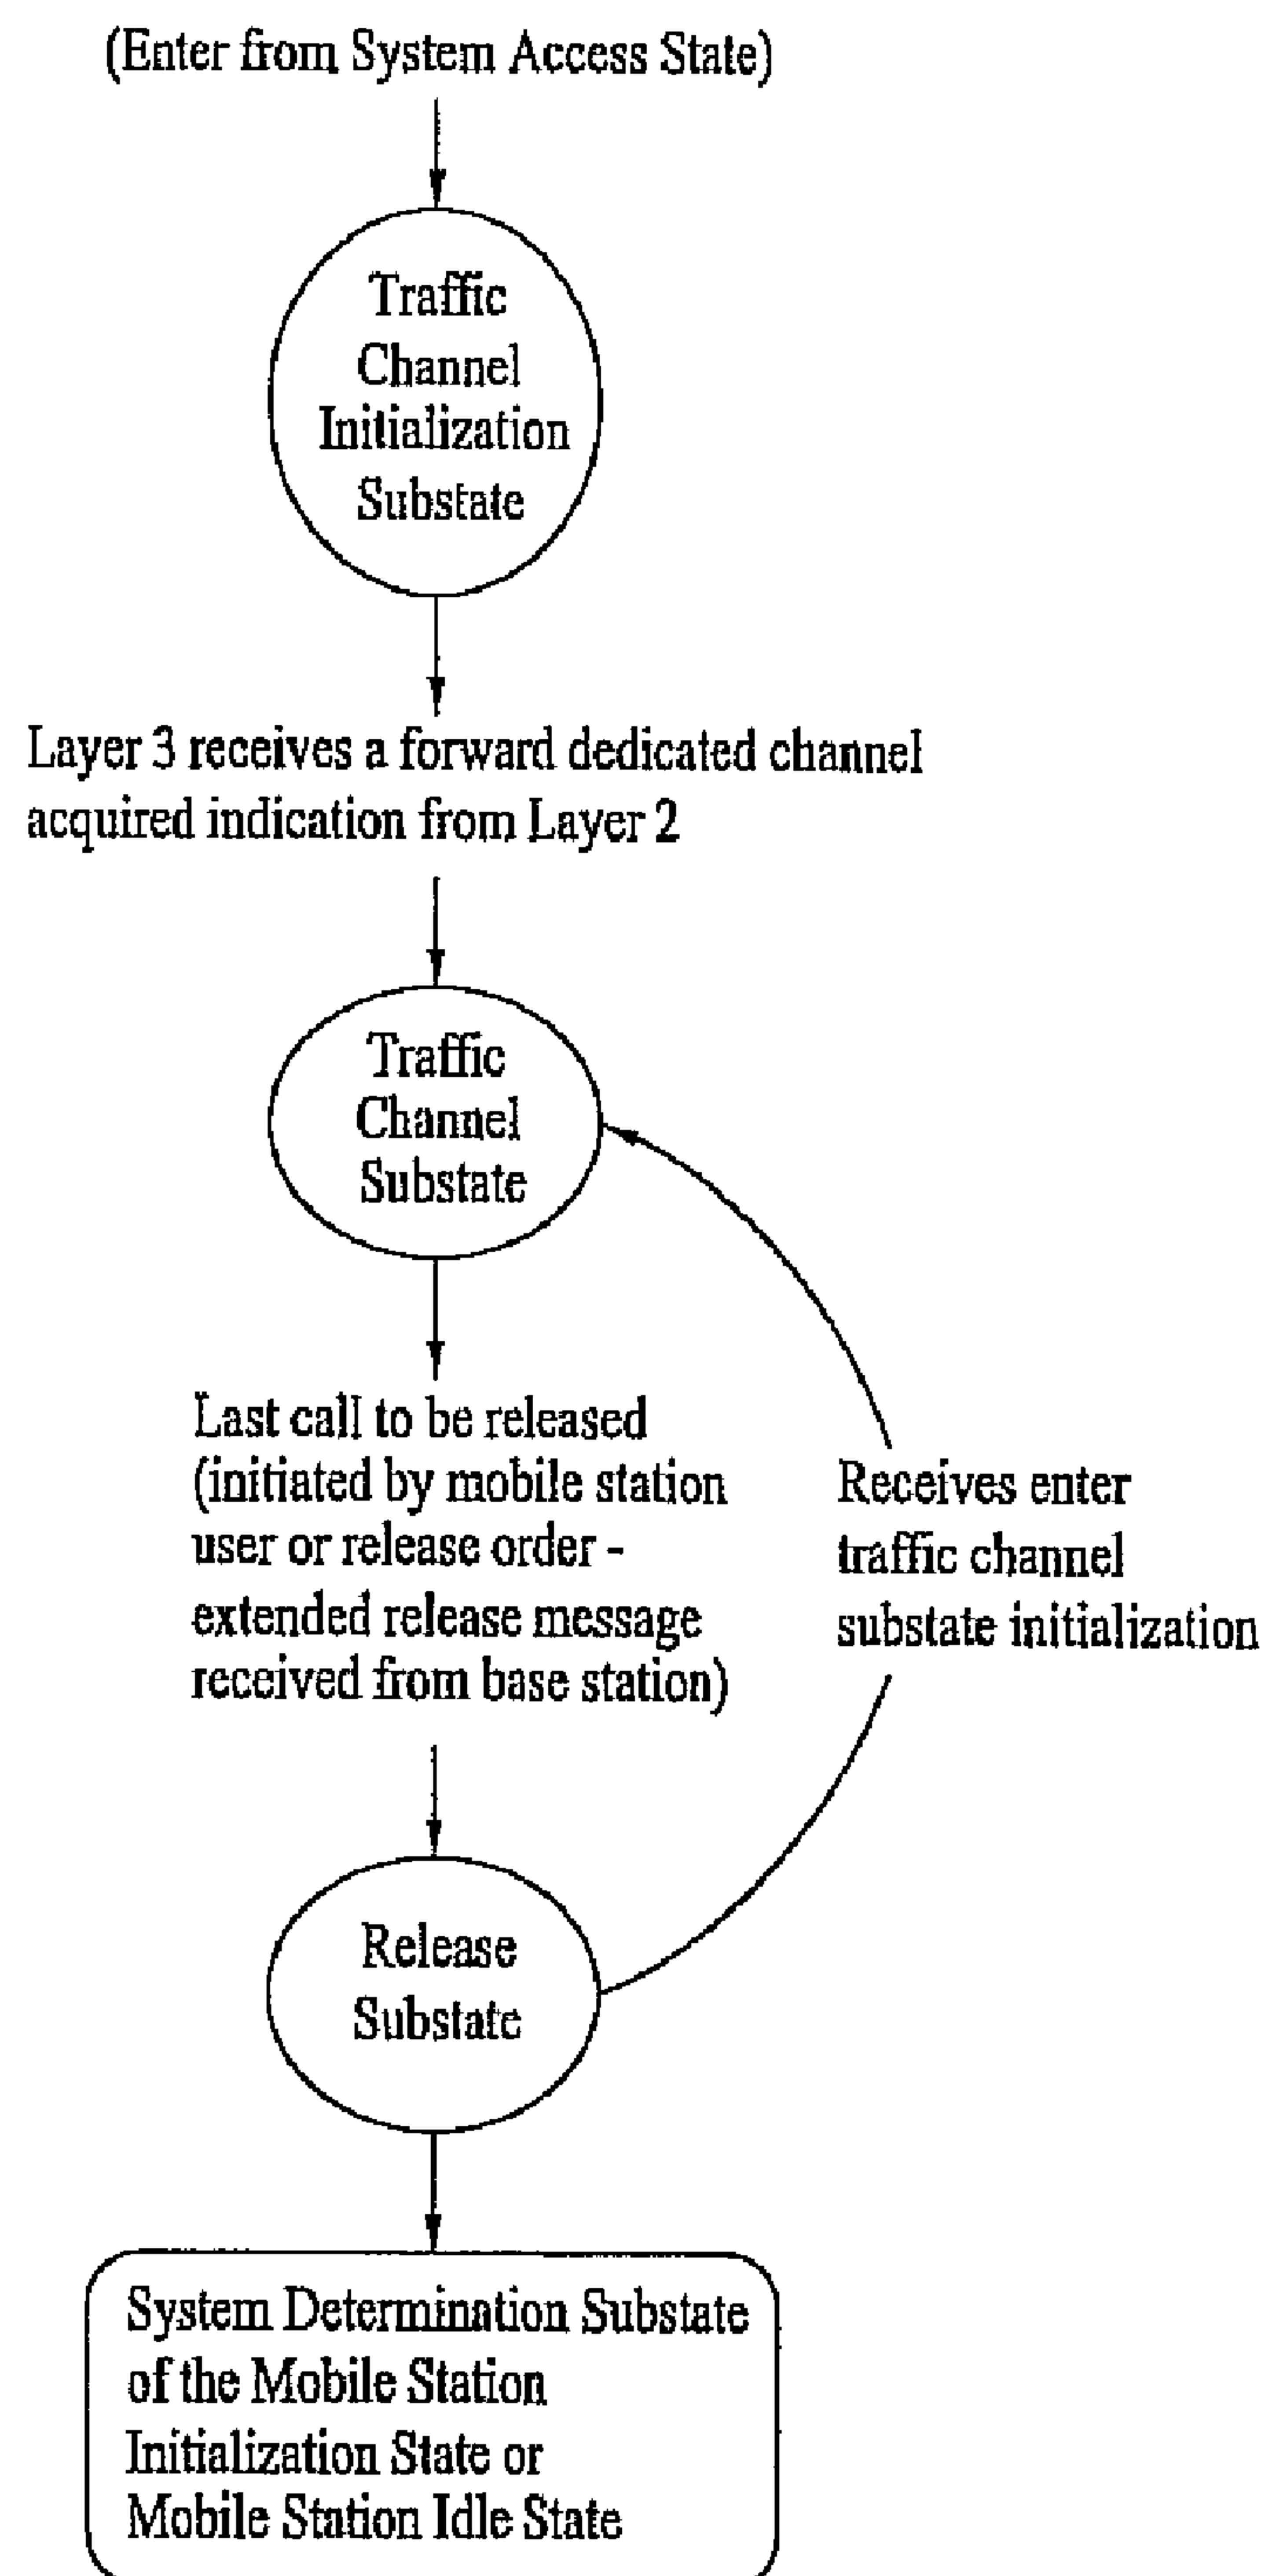 (Enter from System Access State)
Traffic
Channel
Initialization
Substate
Layer 3 receives a forward dedicated channel
acquired indication from Layer 2
Traffic
Channel
Substate
Last call to be released
(initiated by mobile station
user or release order -
extended release message
received from base station)
Receives enter
traffic channel
substate initialization
Release
Substate
System Determination Substate
of the Mobile Station
Initialization State or
Mobile Station Idle State